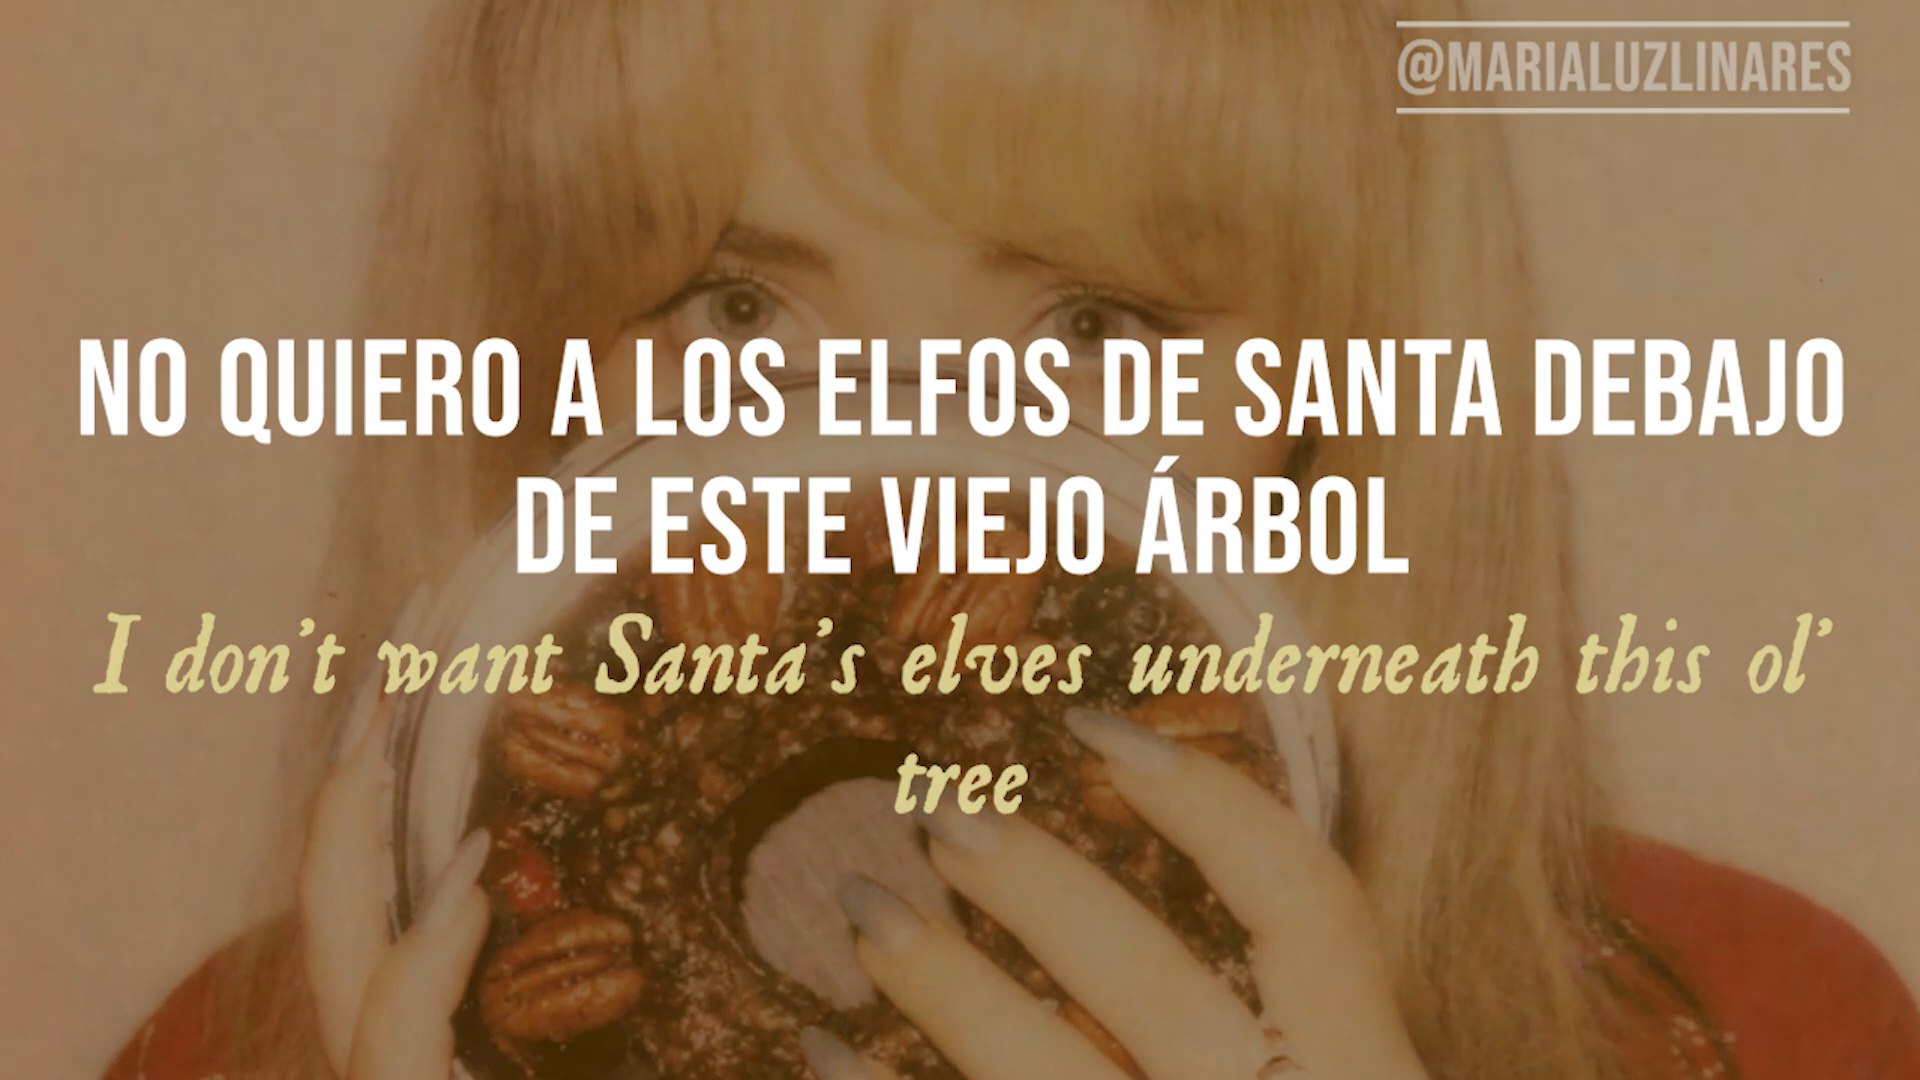 @MARIALUZLINARES
NO QUIERO A LOS ELFOS DE SANTA DEBAJO
DE ESTE VIEJO ÁRBOL
I don't want Santa's elves underneath this ol'
tree